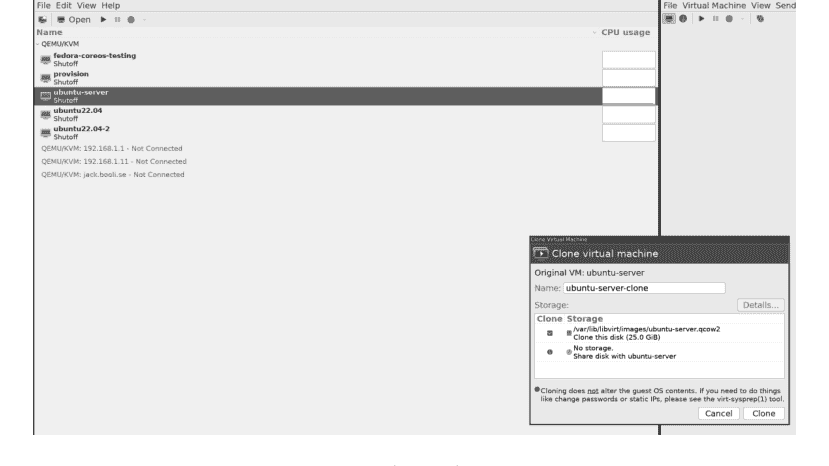 File Edit View Help
File Virtual Machine View Send
Open
Name
CPU usage
QEMU/KVM
fedora-coreos-testing
Shutoff
provision
Shutoff
ubuntu-server
Shutoff
ubuntu22.04
Shutoff
ubuntu22.04-2
Shutoff
QEMU/KVM: 192.168.1.1 - Not Connected
QEMU/KVM: 192.168.1.11 - Not Connected
QEMU/KVM: jack.booli.se - Not Connected
Clone Virtual Machine
Clone virtual machine
Original VM: ubuntu-server
Name: ubuntu-server-clone
Storage:
Details...
Clone Storage
/var/lib/libvirt/images/ubuntu-server.qcow2
Clone this disk (25.0 GiB)
No storage.
Share disk with ubuntu-server
Cloning does not alter the guest OS contents. If you need to do things
like change passwords or static IPs, please see the virt-sysprep(1) tool.
Cancel Clone